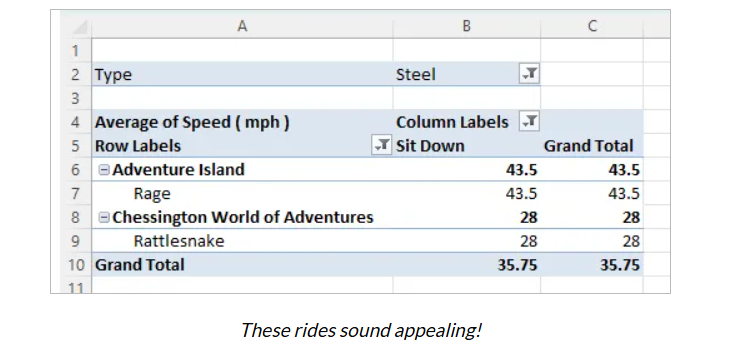 A B C
1
2 Type Steel
3
4 Average of Speed ( mph ) Column Labels
5 Row Labels Sit Down Grand Total
6 Adventure Island 43.5 43.5
7 Rage 43.5 43.5
8 Chessington World of Adventures 28 28
9 Rattlesnake 28 28
10 Grand Total 35.75 35.75
11
These rides sound appealing!